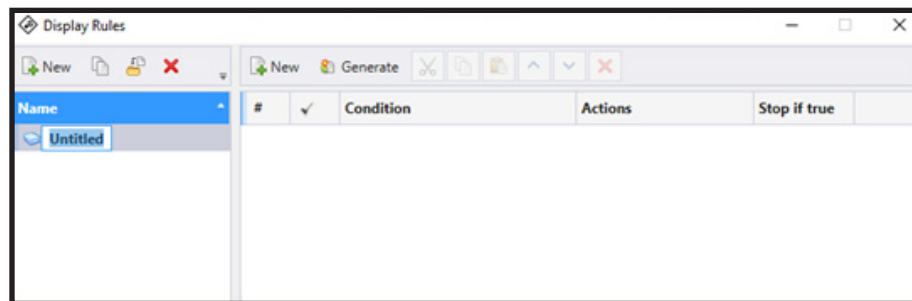 Display Rules
New New Generate
Name # Condition Actions Stop if true
Untitled